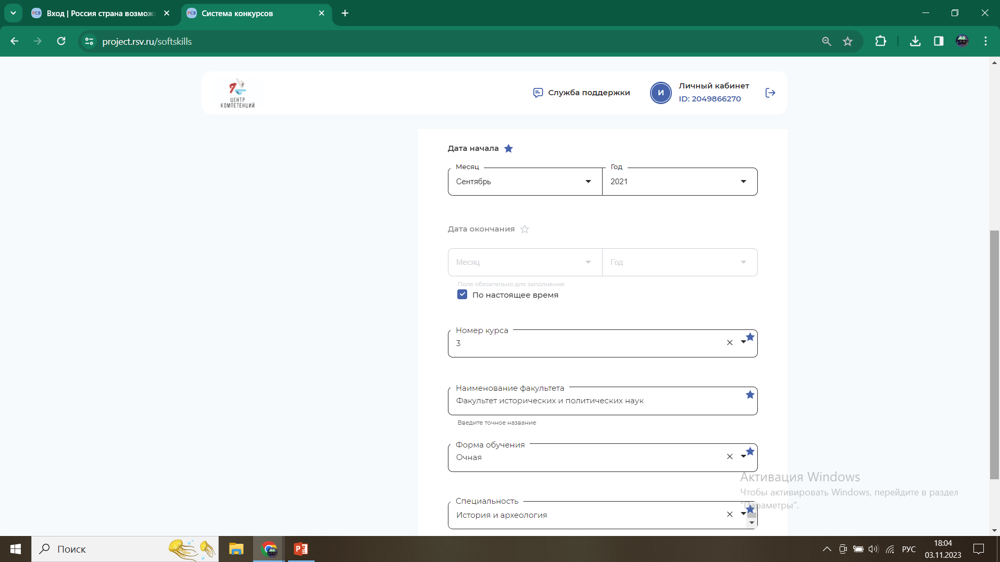 РСВ Вход | Россия страна возмож
РСВ Система конкурсов
project.rsv.ru/softskills
ЦЕНТР
КОМПЕТЕНЦИЙ
Служба поддержки
И
Личный кабинет
ID: 2049866270
Дата начала
Месяц
Сентябрь
Год
2021
Дата окончания
Месяц
Год
Поле обязательно для заполнения
По настоящее время
Номер курса
3
Наименование факультета
Факультет исторических и политических наук
Введите точное название
Форма обучения
Очная
Специальность
История и археология
Активация Windows
Чтобы активировать Windows, перейдите в раздел
"Параметры".
Поиск
РУС
18:04
03.11.2023